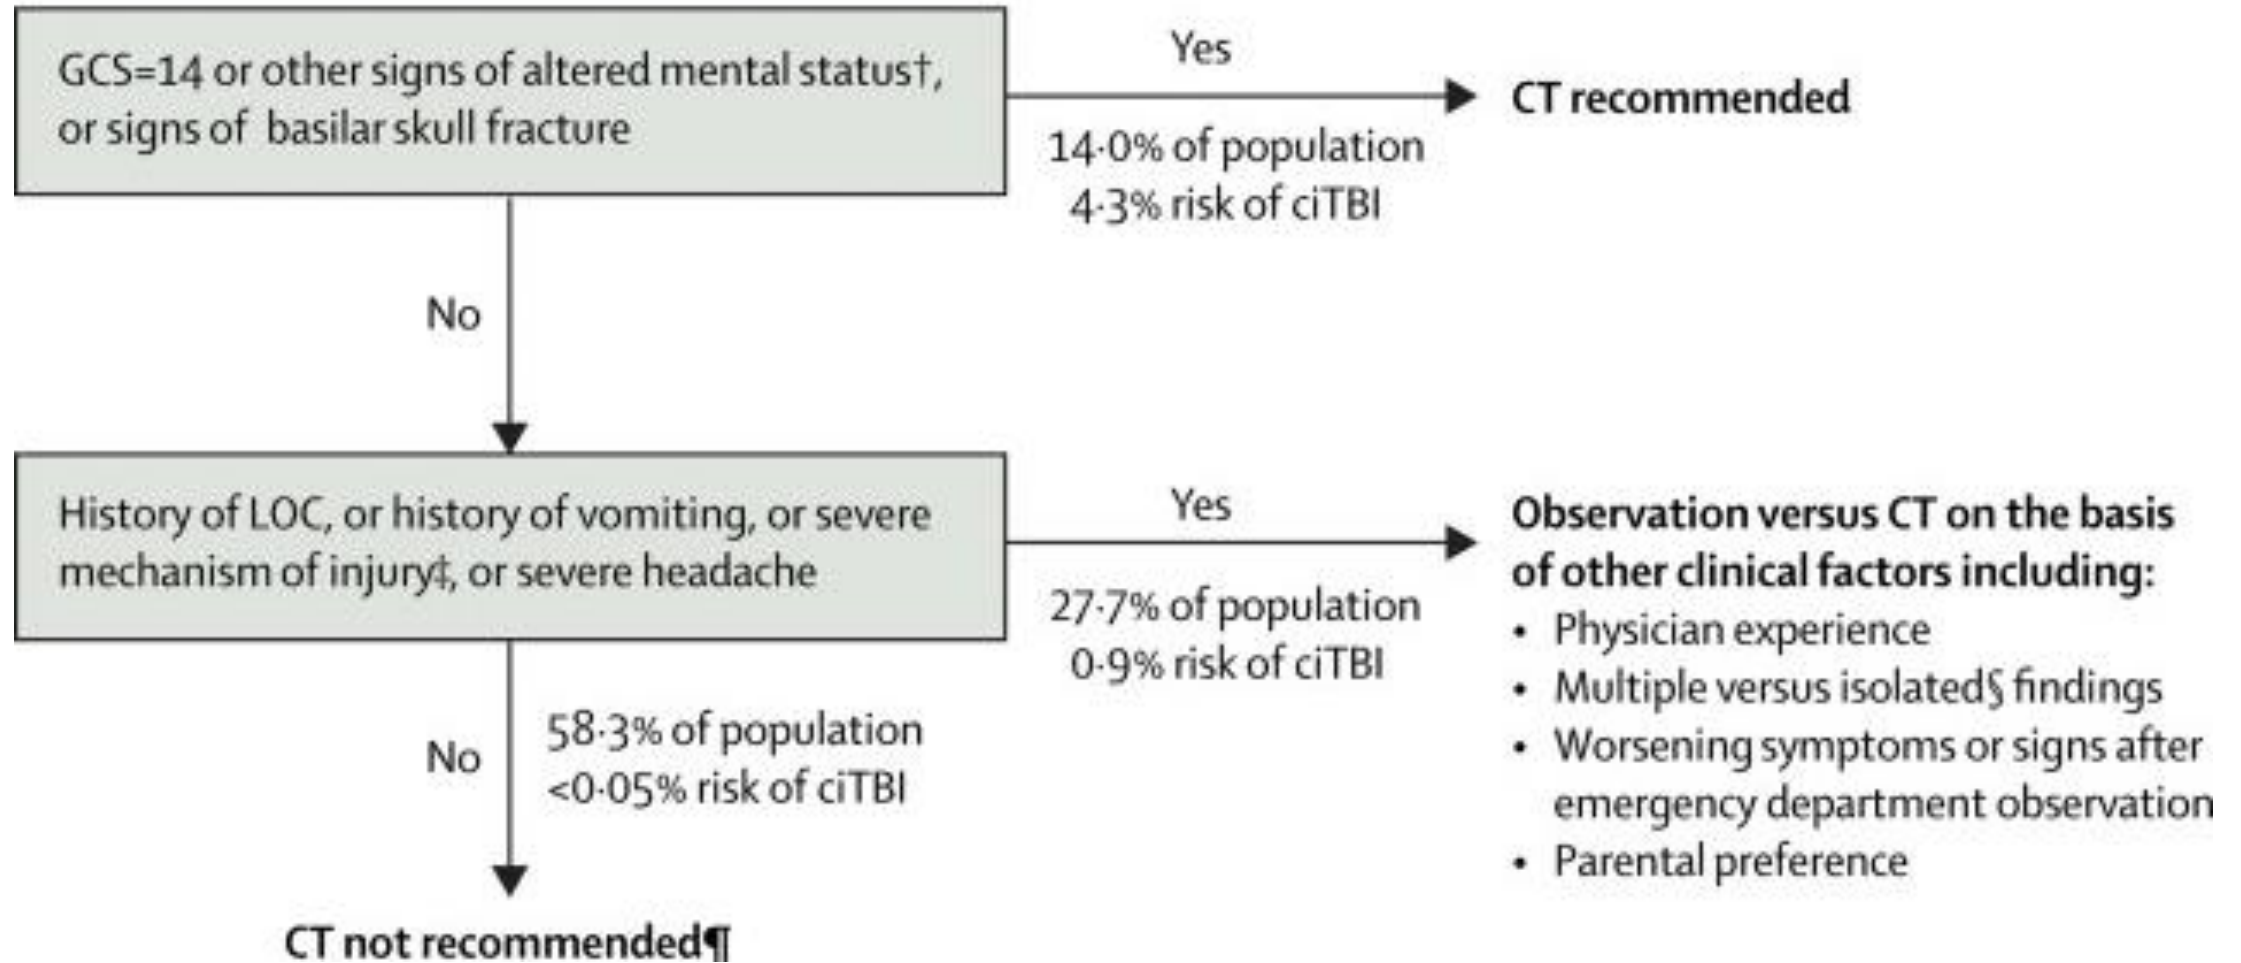 GCS=14 or other signs of altered mental status†,
or signs of basilar skull fracture
Yes
14·0% of population
4·3% risk of ciTBI
CT recommended
No
History of LOC, or history of vomiting, or severe
mechanism of injury‡, or severe headache
Yes
27·7% of population
0·9% risk of ciTBI
Observation versus CT on the basis
of other clinical factors including:
• Physician experience
• Multiple versus isolated§ findings
• Worsening symptoms or signs after
emergency department observation
• Parental preference
No
58·3% of population
<0·05% risk of ciTBI
CT not recommended¶